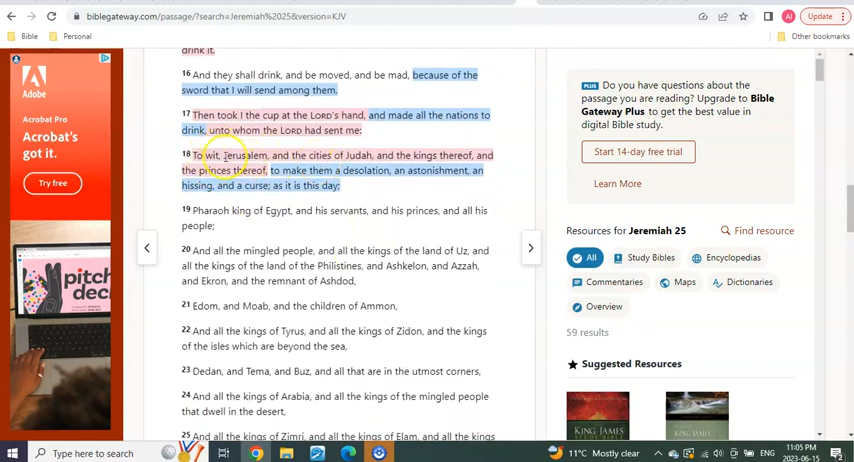 biblegateway.com/passage/?search=Jeremiah%2025&version=KJV
AI
Update
Bible
Personal
Other bookmarks
drink it.
16 And they shall drink, and be moved, and be mad, because of the
sword that I will send among them.
17 Then took I the cup at the LORD's hand, and made all the nations to
drink, unto whom the LORD had sent me:
18 To wit, Jerusalem, and the cities of Judah, and the kings thereof, and
the princes thereof, to make them a desolation, an astonishment, an
hissing, and a curse; as it is this day;
19 Pharaoh king of Egypt, and his servants, and his princes, and all his
people;
20 And all the mingled people, and all the kings of the land of Uz, and
all the kings of the land of the Philistines, and Ashkelon, and Azzah,
and Ekron, and the remnant of Ashdod,
21 Edom, and Moab, and the children of Ammon,
22 And all the kings of Tyrus, and all the kings of Zidon, and the kings
of the isles which are beyond the sea,
23 Dedan, and Tema, and Buz, and all that are in the utmost corners,
24 And all the kings of Arabia, and all the kings of the mingled people
that dwell in the desert,
25 And all the kings of Zimri, and all the kings of Elam, and all the kings
Adobe
Acrobat Pro
Acrobat's
got it.
Try free
pitch
deck
PLUS Do you have questions about the
passage you are reading? Upgrade to Bible
Gateway Plus to get the best value in
digital Bible study.
Start 14-day free trial
Learn More
Resources for Jeremiah 25
Find resource
All
Study Bibles
Encyclopedias
Commentaries
Maps
Dictionaries
Overview
59 results
Suggested Resources
KING JAMES
KING JAMES
Type here to search
11°C Mostly clear
ENG
11:05 PM
2023-06-15
2